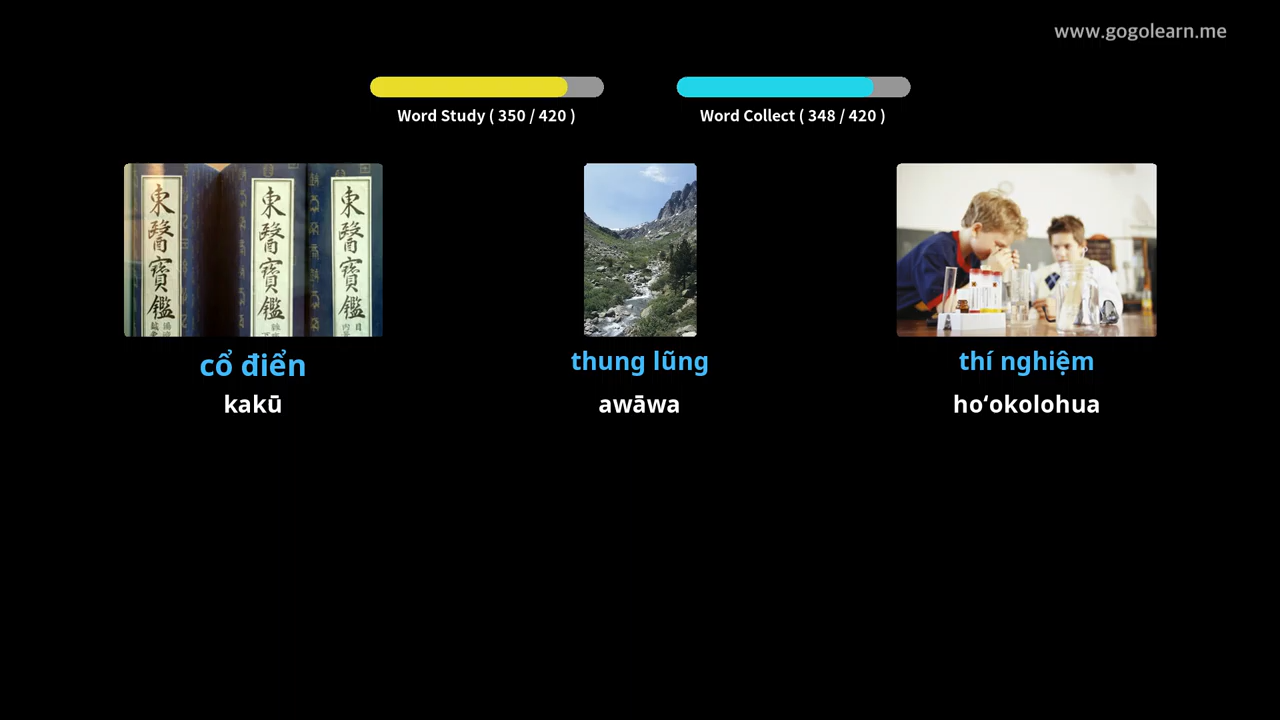 www.gogolearn.me
Word Study ( 350 / 420 )
Word Collect ( 348 / 420 )
東醫寶鑑
東醫寶鑑
東醫寶鑑
cổ điển
thung lũng
thí nghiệm
kakū
awāwa
hoʻokolohua